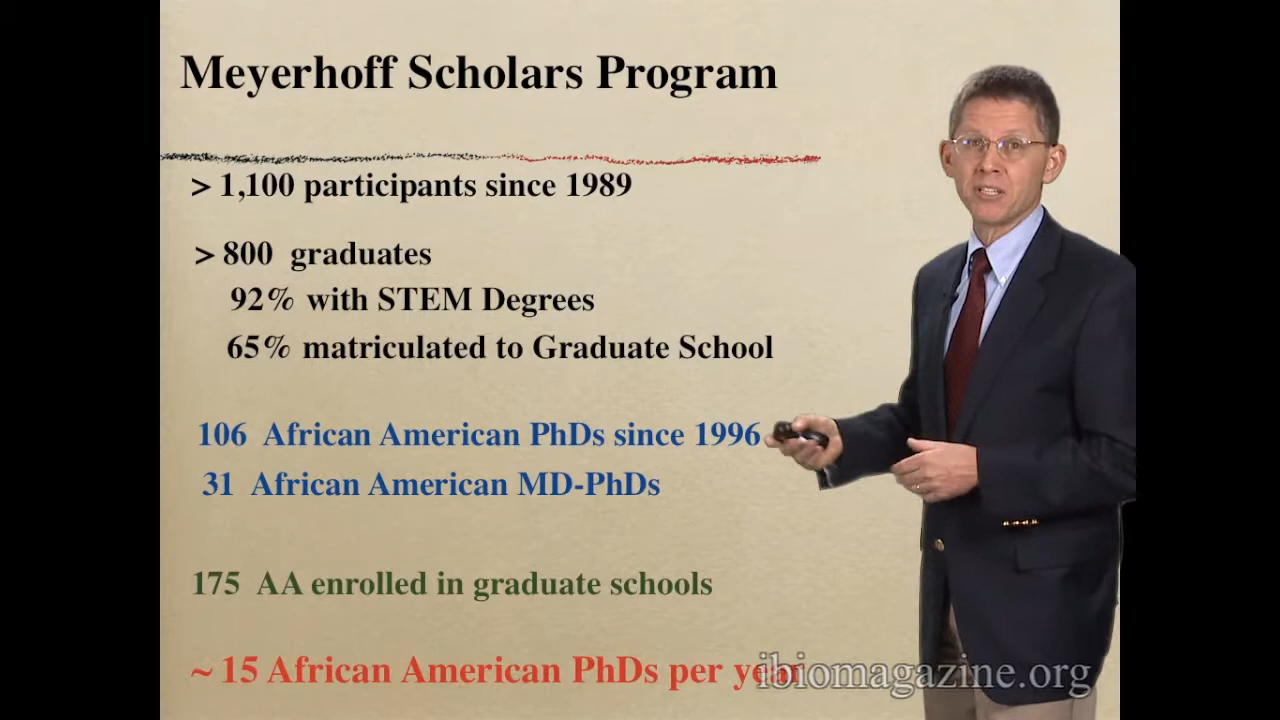 Meyerhoff Scholars Program
> 1,100 participants since 1989
> 800 graduates
92% with STEM Degrees
65% matriculated to Graduate School
106 African American PhDs since 1996
31 African American MD-PhDs
175 AA enrolled in graduate schools
~ 15 African American PhDs per year
ibiomagazine.org